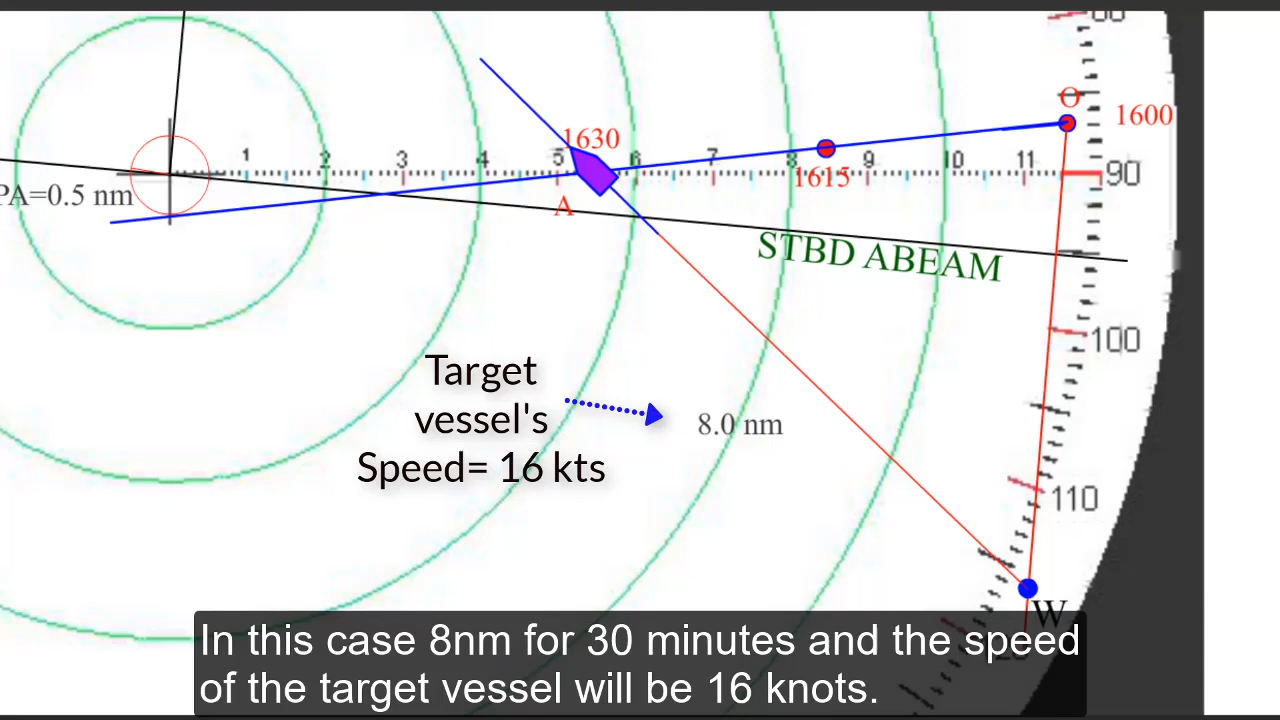 O
1600
1630
1 2 3 4 5 6 7 8 9 10 11
90
1615
PA=0.5 nm
A
STBD ABEAM
100
Target
vessel's
Speed= 16 kts
8.0 nm
110
W
In this case 8nm for 30 minutes and the speed
of the target vessel will be 16 knots.